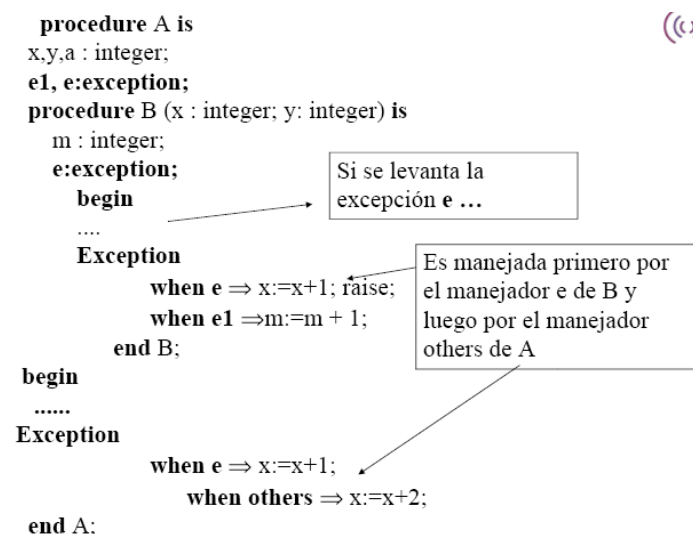 procedure A is
x,y,a : integer;
e1, e:exception;
procedure B (x : integer; y: integer) is
m : integer;
e:exception;
begin
....
Exception
when e ⇒ x:=x+1; raise;
when e1 ⇒m:=m + 1;
end B;
begin
......
Exception
when e ⇒ x:=x+1;
when others ⇒ x:=x+2;
end A;
Si se levanta la
excepción e ...
Es manejada primero por
el manejador e de B y
luego por el manejador
others de A